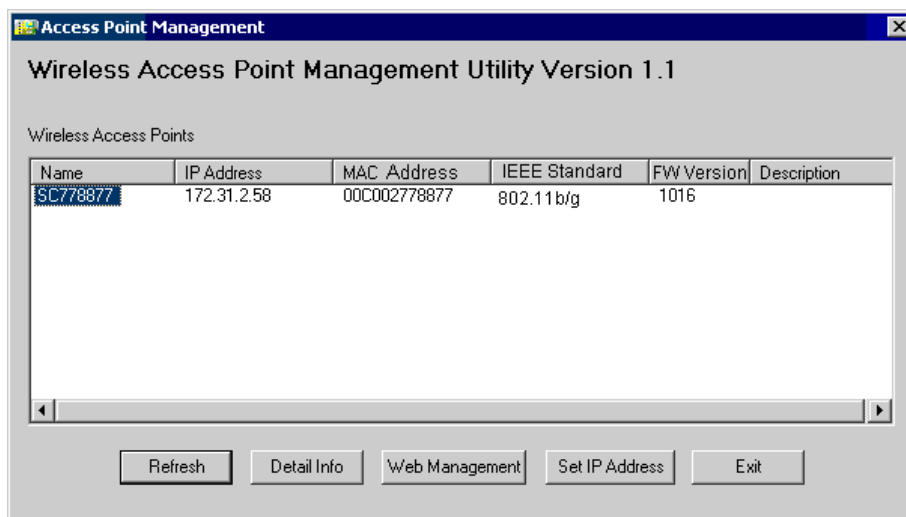 Access Point Management
Wireless Access Point Management Utility Version 1.1
Wireless Access Points
Name IP Address MAC Address IEEE Standard FW Version Description
SC778877 172.31.2.58 00C002778877 802.11b/g 1016
Refresh Detail Info Web Management Set IP Address Exit